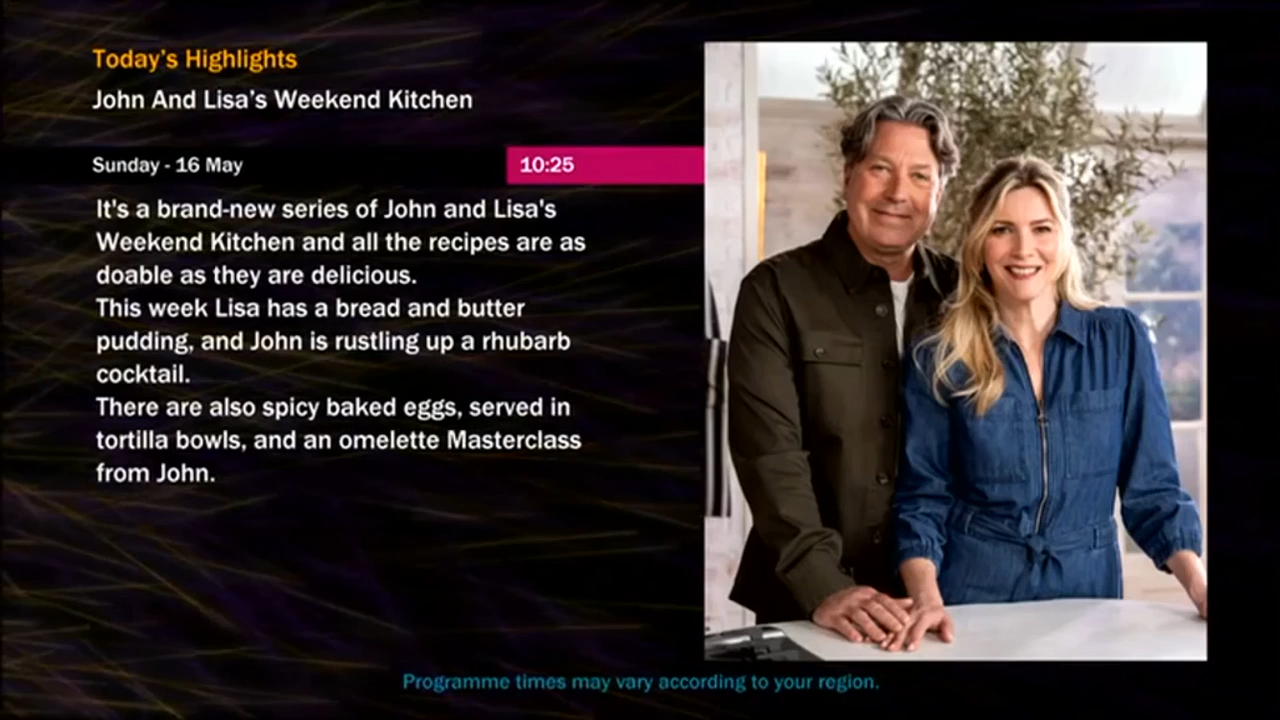 Today's Highlights
John And Lisa's Weekend Kitchen
Sunday - 16 May
10:25
It's a brand-new series of John and Lisa's
Weekend Kitchen and all the recipes are as
doable as they are delicious.
This week Lisa has a bread and butter
pudding, and John is rustling up a rhubarb
cocktail.
There are also spicy baked eggs, served in
tortilla bowls, and an omelette Masterclass
from John.
Programme times may vary according to your region.